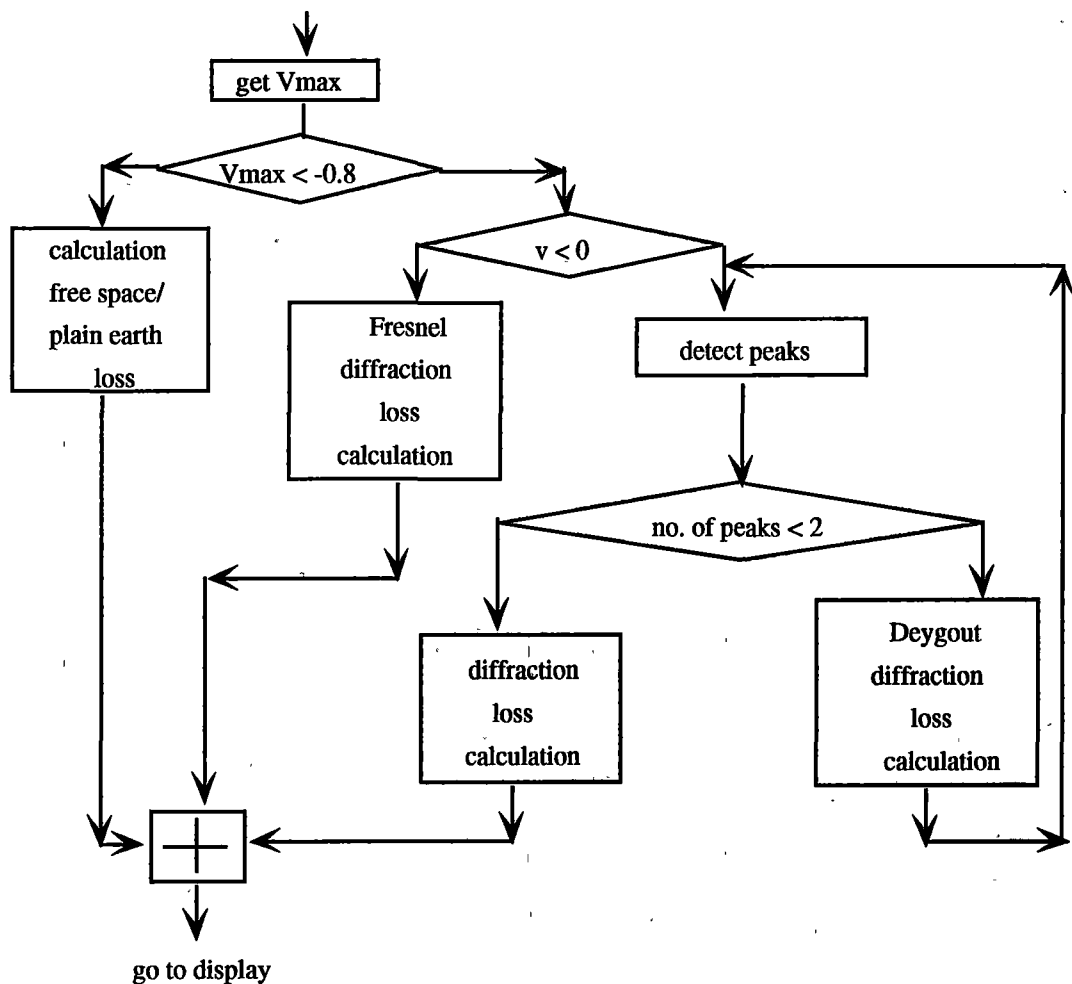 get Vmax
Vmax < -0.8
calculation
free space/
plain earth
loss
v < 0
Fresnel
diffraction
loss
calculation
detect peaks
no. of peaks < 2
diffraction
loss
calculation
Deygout
diffraction
loss
calculation
go to display